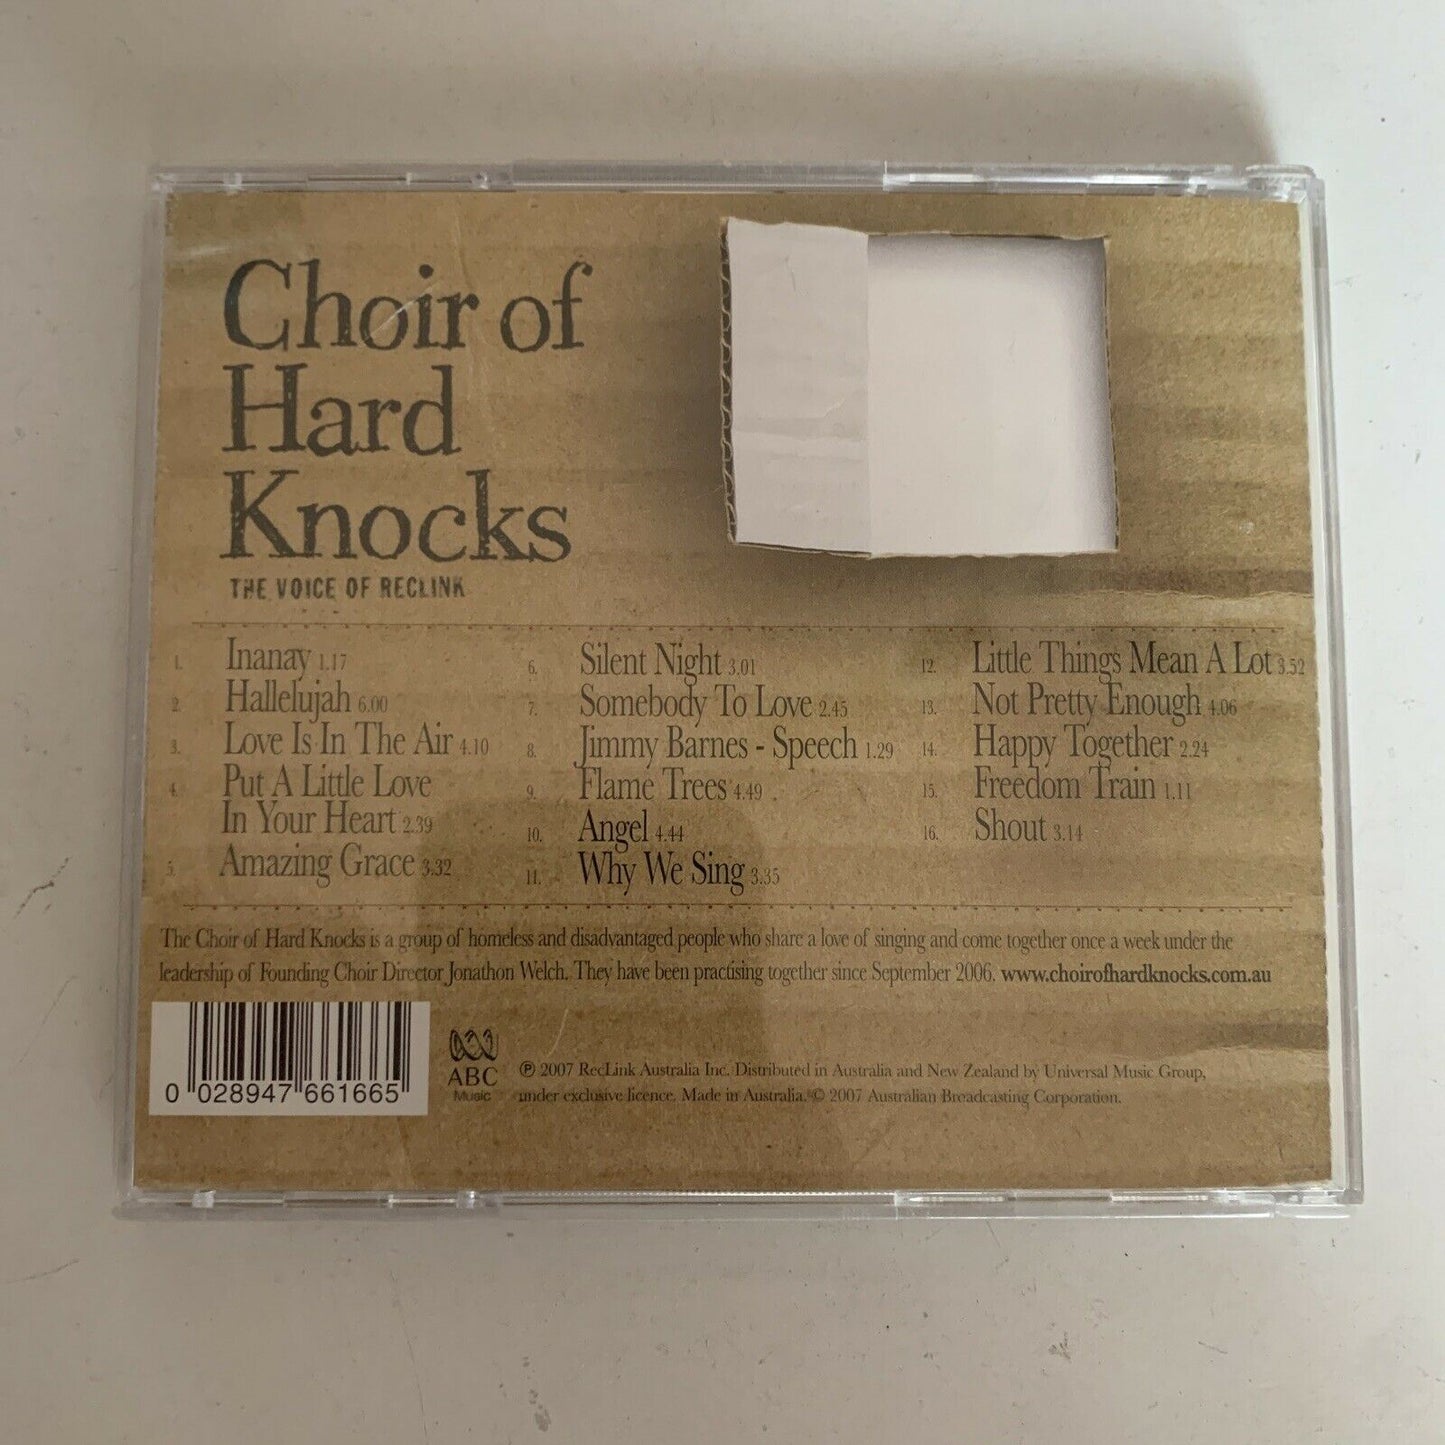 Choir of
Hard
Knocks
THE VOICE OF RECLINK
1. Inanay 1.17
2. Hallelujah 6.00
3. Love Is In The Air 4.10
4. Put A Little Love
In Your Heart 2.39
5. Amazing Grace 3.32
6. Silent Night 3.01
7. Somebody To Love 2.45
8. Jimmy Barnes - Speech 1.29
9. Flame Trees 4.49
10. Angel 4.44
11. Why We Sing 3.35
12. Little Things Mean A Lot 3.52
13. Not Pretty Enough 4.06
14. Happy Together 2.24
15. Freedom Train 1.11
16. Shout 3.14
The Choir of Hard Knocks is a group of homeless and disadvantaged people who share a love of singing and come together once a week under the
leadership of Founding Choir Director Jonathon Welch. They have been practising together since September 2006. www.choirofhardknocks.com.au
0 028947 661665
ABC
Music
℗ 2007 RecLink Australia Inc. Distributed in Australia and New Zealand by Universal Music Group,
under exclusive licence. Made in Australia. © 2007 Australian Broadcasting Corporation.